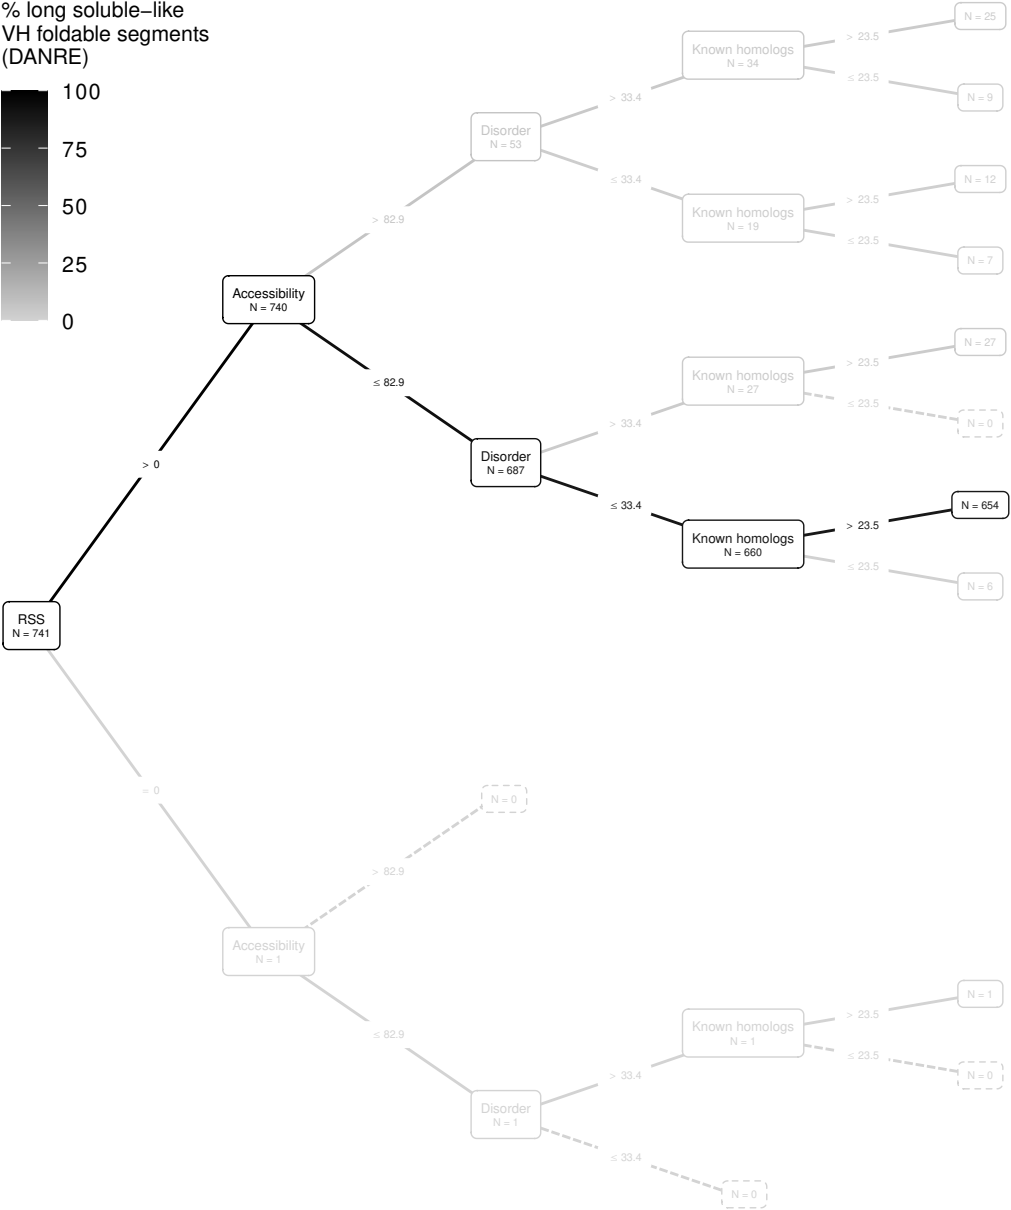 % long soluble−like
VH foldable segments
(DANRE)
100
75
50
25
0
N = 25
> 23.5
Known homologs
N = 34
≤ 23.5
N = 9
> 33.4
Disorder
N = 53
≤ 33.4
N = 12
> 23.5
Known homologs
N = 19
≤ 23.5
N = 7
> 82.9
Accessibility
N = 740
≤ 82.9
N = 27
> 23.5
Known homologs
N = 27
≤ 23.5
N = 0
> 33.4
Disorder
N = 687
≤ 33.4
N = 654
> 23.5
Known homologs
N = 660
≤ 23.5
N = 6
> 0
RSS
N = 741
= 0
N = 0
> 82.9
Accessibility
N = 1
≤ 82.9
N = 1
> 23.5
Known homologs
N = 1
≤ 23.5
N = 0
> 33.4
Disorder
N = 1
≤ 33.4
N = 0